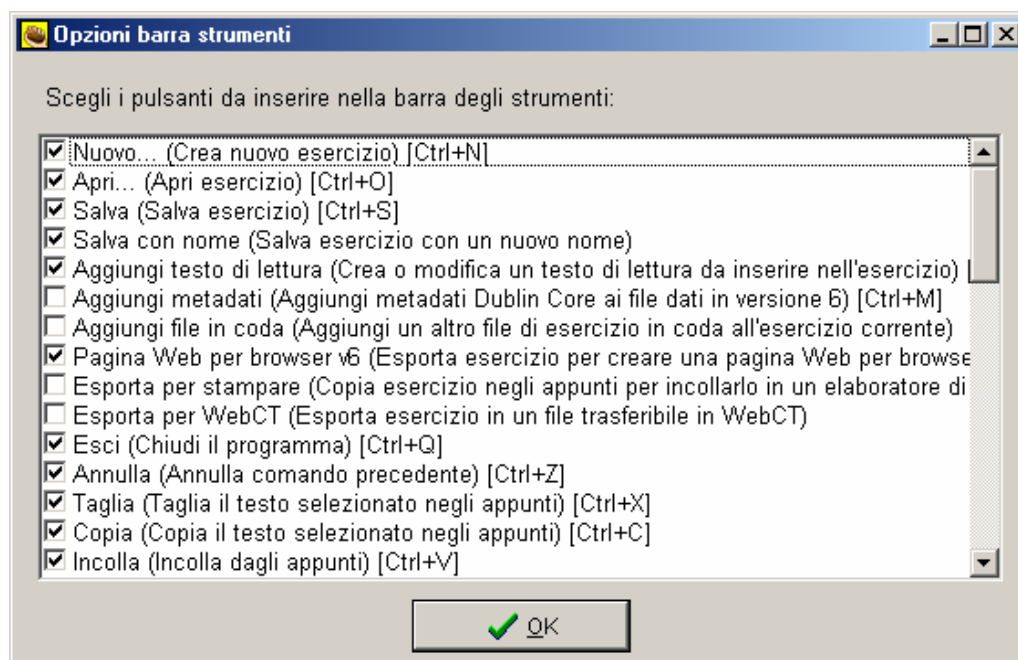 Opzioni barra strumenti
Scegli i pulsanti da inserire nella barra degli strumenti:
Nuovo... (Crea nuovo esercizio) [Ctrl+N]
Apri... (Apri esercizio) [Ctrl+O]
Salva (Salva esercizio) [Ctrl+S]
Salva con nome (Salva esercizio con un nuovo nome)
Aggiungi testo di lettura (Crea o modifica un testo di lettura da inserire nell'esercizio) [
Aggiungi metadati (Aggiungi metadati Dublin Core ai file dati in versione 6) [Ctrl+M]
Aggiungi file in coda (Aggiungi un altro file di esercizio in coda all'esercizio corrente)
Pagina Web per browser v6 (Esporta esercizio per creare una pagina Web per browse
Esporta per stampare (Copia esercizio negli appunti per incollarlo in un elaboratore di
Esporta per WebCT (Esporta esercizio in un file trasferibile in WebCT)
Esci (Chiudi il programma) [Ctrl+Q]
Annulla (Annulla comando precedente) [Ctrl+Z]
Taglia (Taglia il testo selezionato negli appunti) [Ctrl+X]
Copia (Copia il testo selezionato negli appunti) [Ctrl+C]
Incolla (Incolla dagli appunti) [Ctrl+V]
OK